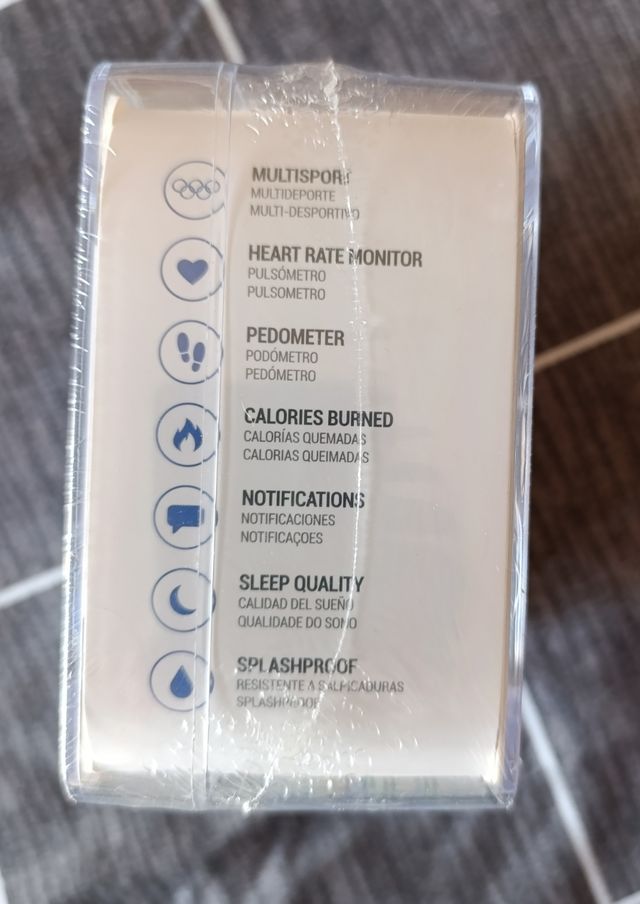 MULTISPORT
MULTIDEPORTE
MULTI-DESPORTIVO
HEART RATE MONITOR
PULSÓMETRO
PULSOMETRO
PEDOMETER
PODÓMETRO
PEDÓMETRO
CALORIES BURNED
CALORÍAS QUEMADAS
CALORIAS QUEIMADAS
NOTIFICATIONS
NOTIFICACIONES
NOTIFICAÇOES
SLEEP QUALITY
CALIDAD DEL SUEÑO
QUALIDADE DO SONO
SPLASHPROOF
RESISTENTE A SALPICADURAS
SPLASHPROOF